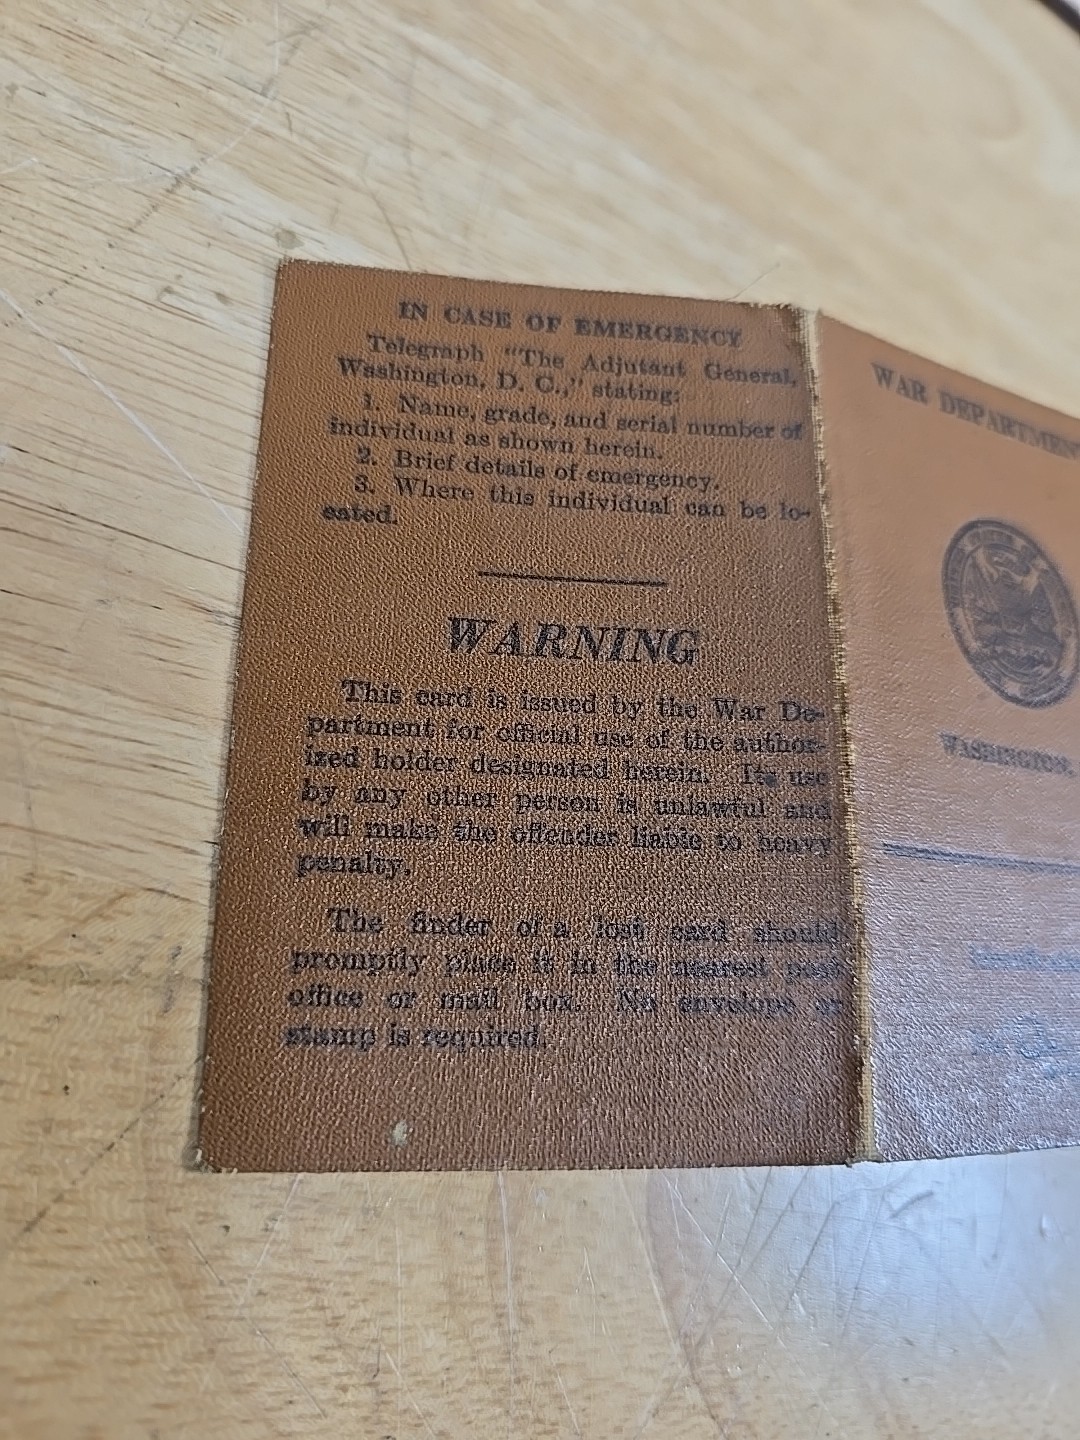 IN CASE OF EMERGENCY
Telegraph "The Adjutant General,
Washington, D. C.," stating:
1. Name, grade, and serial number of
individual as shown herein.
2. Brief details of emergency.
3. Where this individual can be lo-
cated.
WARNING
This card is issued by the War De-
partment for official use of the author-
ized holder designated herein. Its use
by any other person is unlawful and
will make the offender liable to heavy
penalty.
The finder of a lost card should
promptly place it in the nearest post
office or mail box. No envelope or
stamp is required.
WAR DEPARTMENT
WASHINGTON,